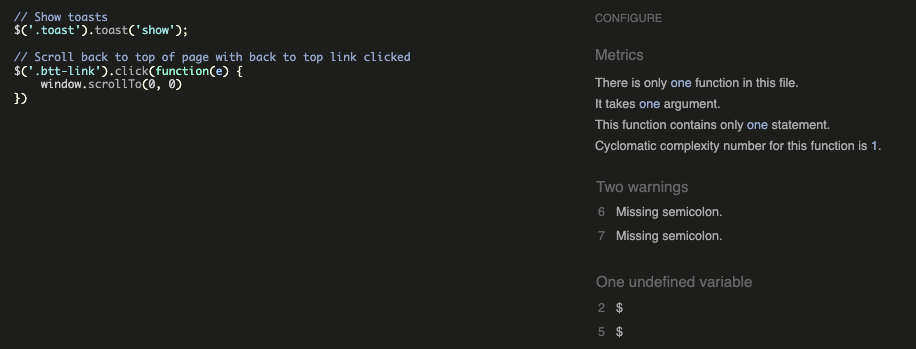 // Show toasts
$('.toast').toast('show');
// Scroll back to top of page with back to top link clicked
$('.btt-link').click(function(e) {
    window.scrollTo(0, 0)
})
CONFIGURE
Metrics
There is only one function in this file.
It takes one argument.
This function contains only one statement.
Cyclomatic complexity number for this function is 1.
Two warnings
6 Missing semicolon.
7 Missing semicolon.
One undefined variable
2 $
5 $